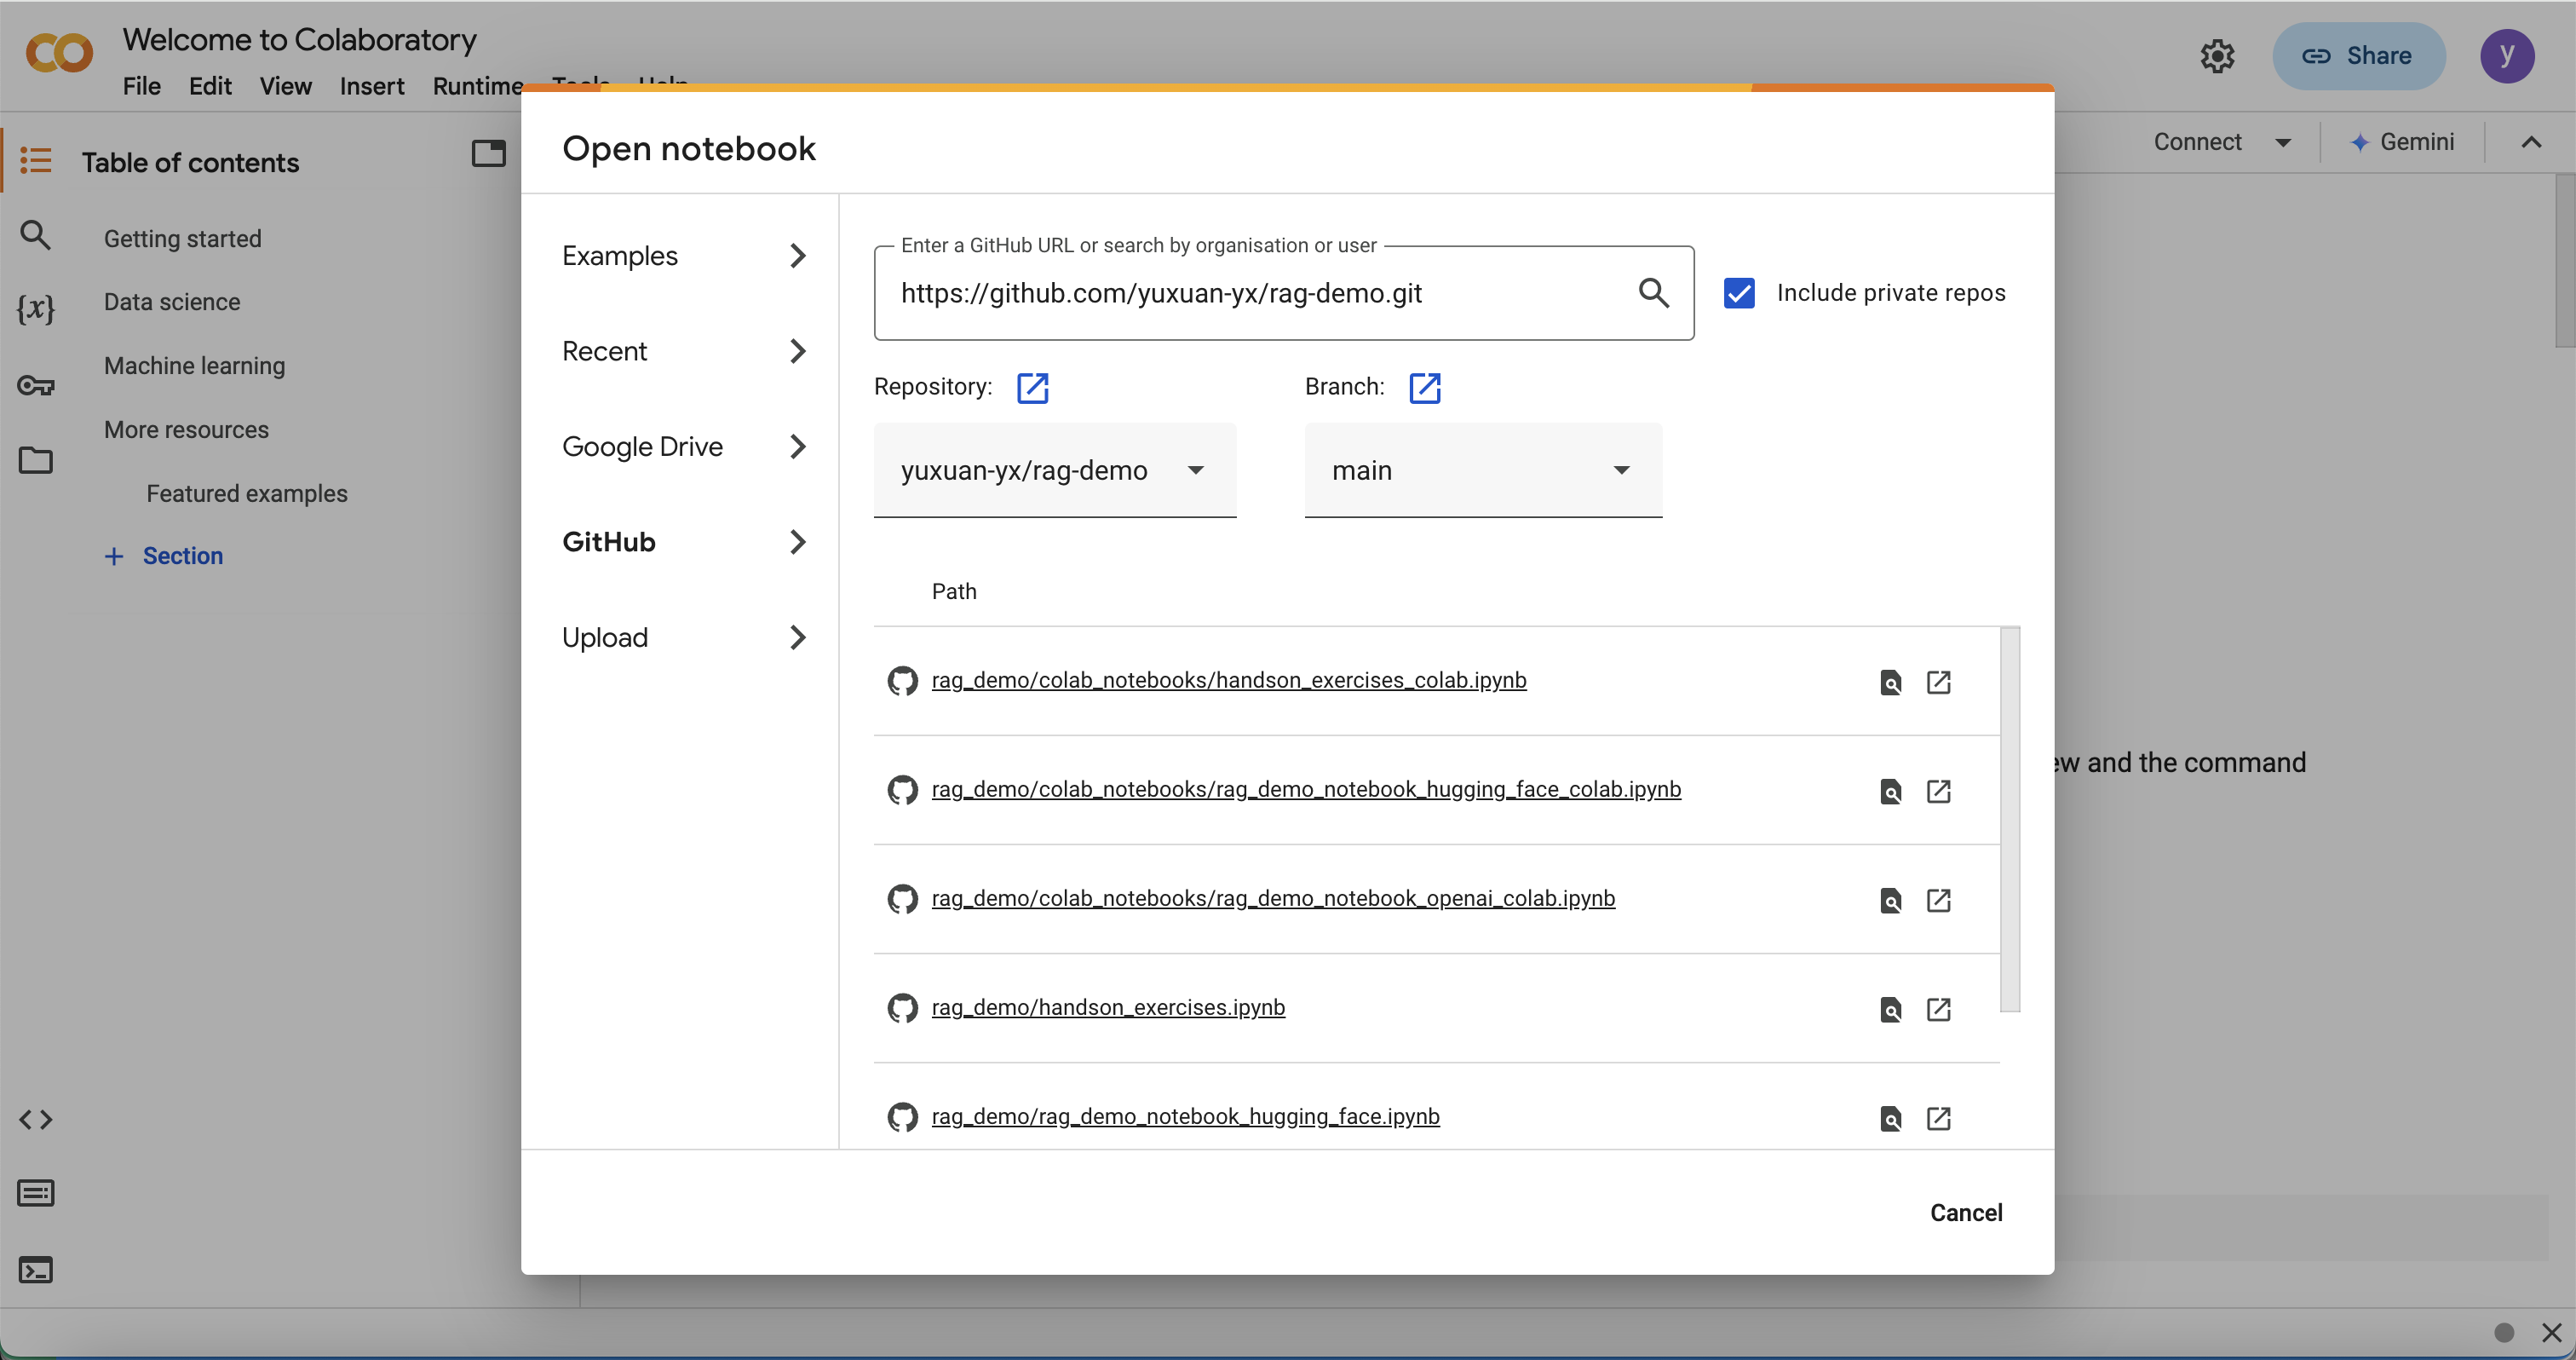 Welcome to Colaboratory
File Edit View Insert Runtime Tools Help
Share
y
Table of contents
Getting started
Data science
Machine learning
More resources
Featured examples
+ Section
{x}
Connect
Gemini
Open notebook
Examples
Recent
Google Drive
GitHub
Upload
Enter a GitHub URL or search by organisation or user
https://github.com/yuxuan-yx/rag-demo.git
Include private repos
Repository: Branch:
yuxuan-yx/rag-demo main
Path
rag_demo/colab_notebooks/handson_exercises_colab.ipynb
rag_demo/colab_notebooks/rag_demo_notebook_hugging_face_colab.ipynb
rag_demo/colab_notebooks/rag_demo_notebook_openai_colab.ipynb
rag_demo/handson_exercises.ipynb
rag_demo/rag_demo_notebook_hugging_face.ipynb
Cancel
and the command